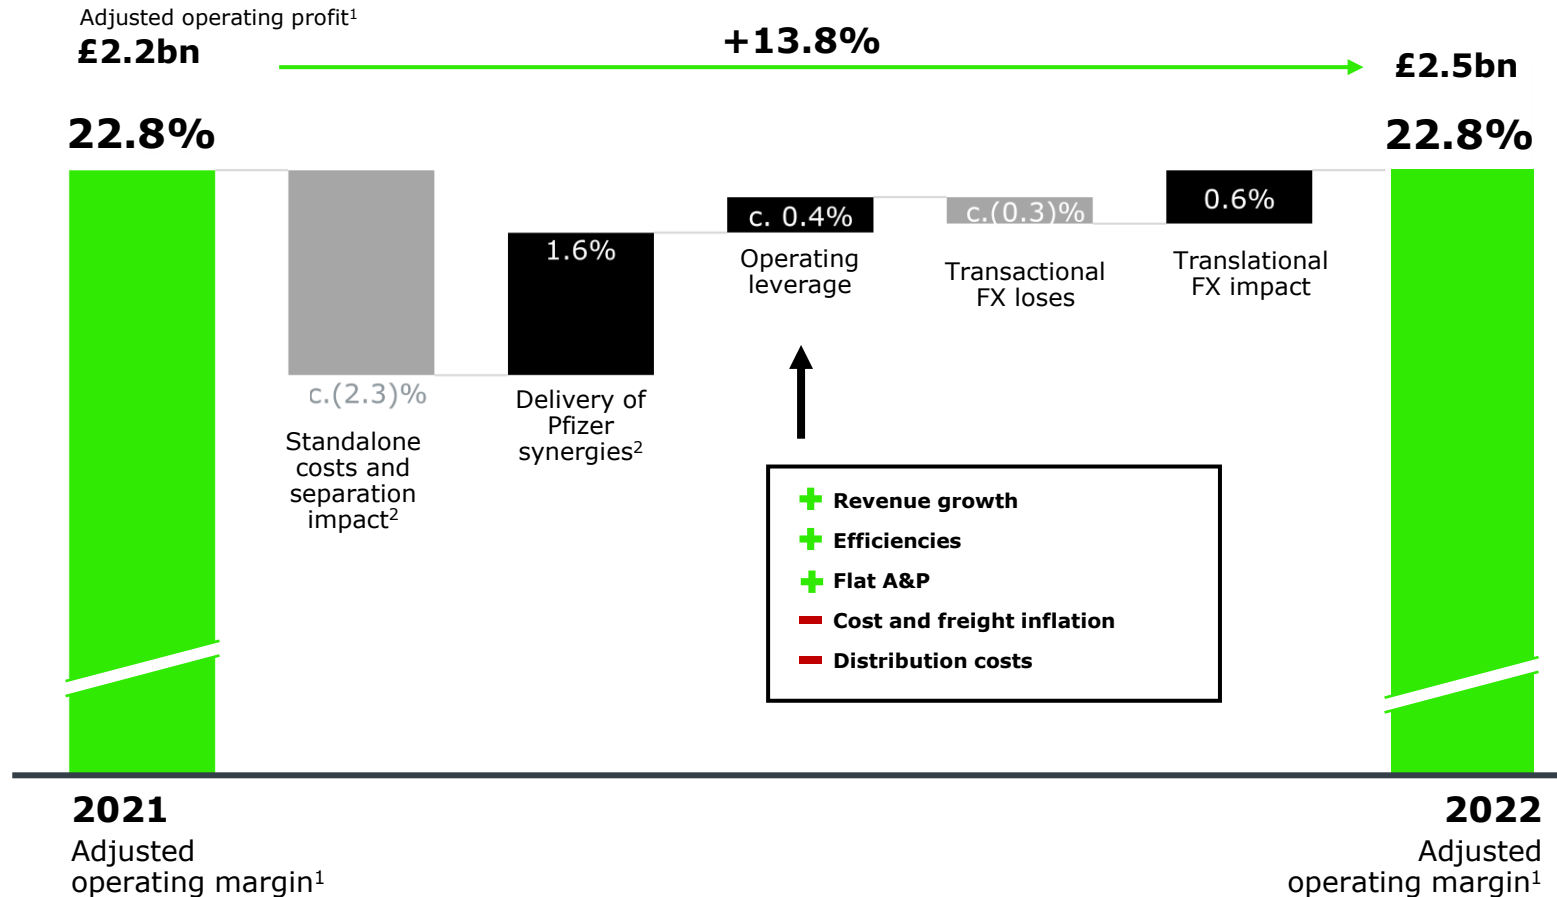 Adjusted operating profit¹
£2.2bn
+13.8%
£2.5bn
22.8%
22.8%
c.(2.3)%
Standalone
costs and
separation
impact²
1.6%
Delivery of
Pfizer
synergies²
c. 0.4%
Operating
leverage
c.(0.3)%
Transactional
FX loses
0.6%
Translational
FX impact
Revenue growth
Efficiencies
Flat A&P
Cost and freight inflation
Distribution costs
2021
Adjusted
operating margin¹
2022
Adjusted
operating margin¹